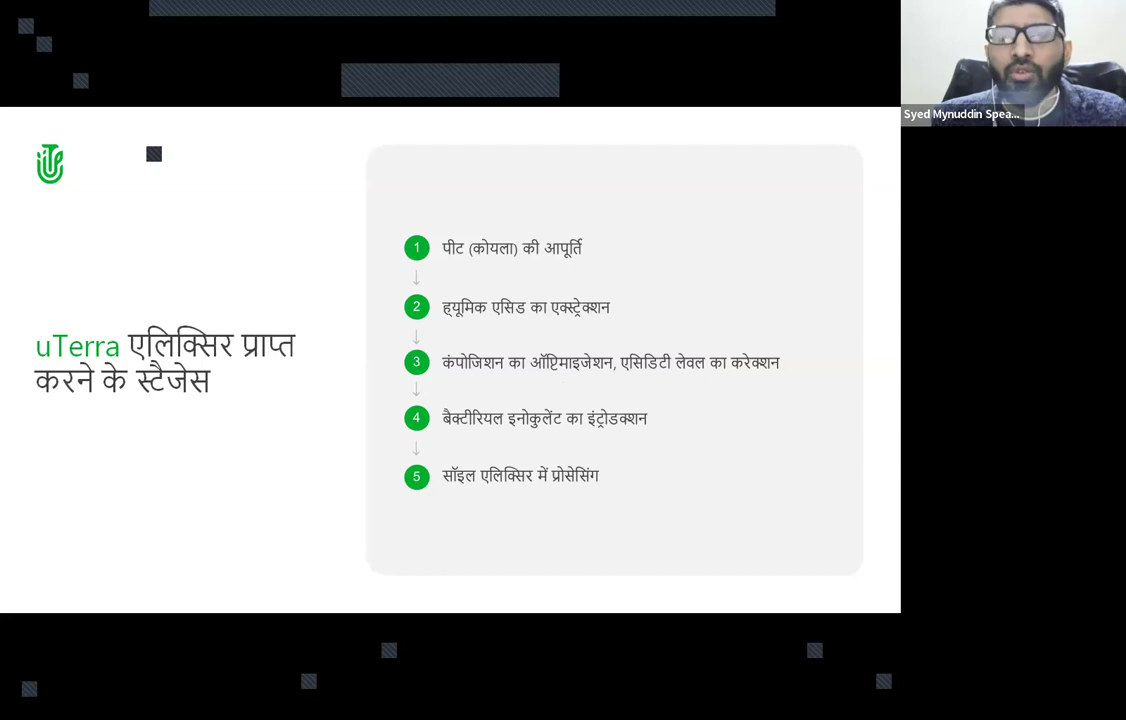 Syed Mynuddin Spea...
uTerra एलिक्सिर प्राप्त
करने के स्टैजेस
1 पीट (कोयला) की आपूर्ति
2 ह्यूमिक एसिड का एक्स्ट्रेक्शन
3 कंपोजिशन का ऑप्टिमाइजेशन, एसिडिटी लेवल का करेक्शन
4 बैक्टीरियल इनोकुलेंट का इंट्रोडक्शन
5 सॉइल एलिक्सिर में प्रोसेसिंग